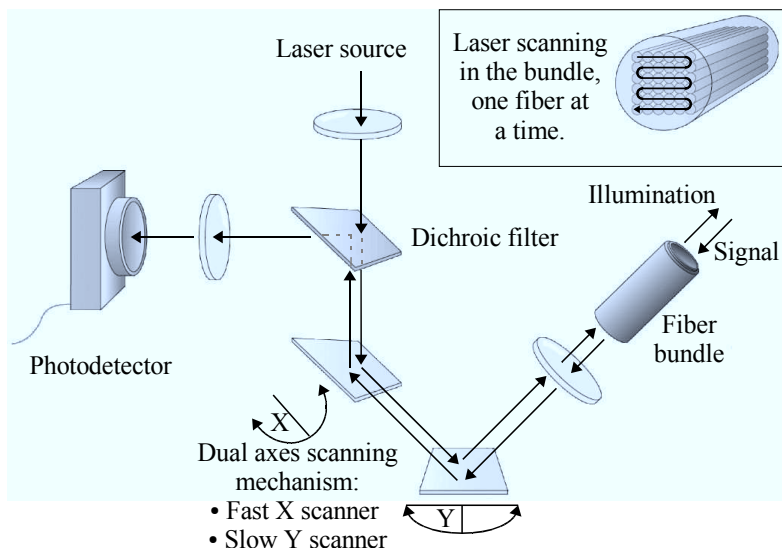 Laser source
Laser scanning
in the bundle,
one fiber at
a time.
Illumination
Signal
Dichroic filter
Fiber
bundle
Photodetector
X
Dual axes scanning
mechanism:
• Fast X scanner
• Slow Y scanner
Y